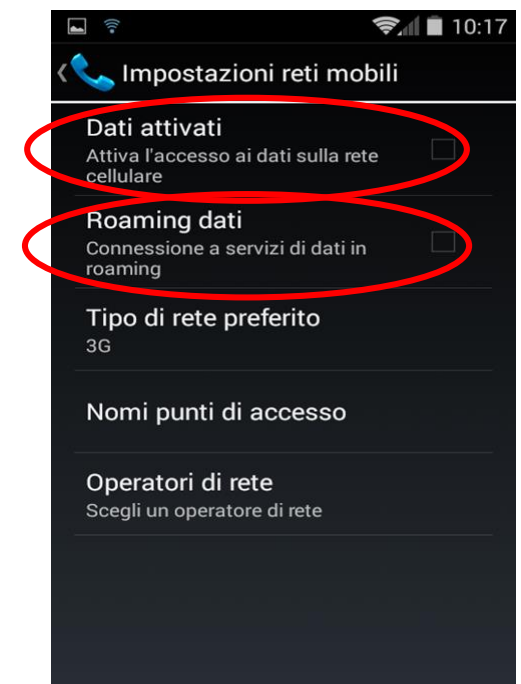 10:17
Impostazioni reti mobili
Dati attivati
Attiva l'accesso ai dati sulla rete
cellulare
Roaming dati
Connessione a servizi di dati in
roaming
Tipo di rete preferito
3G
Nomi punti di accesso
Operatori di rete
Scegli un operatore di rete